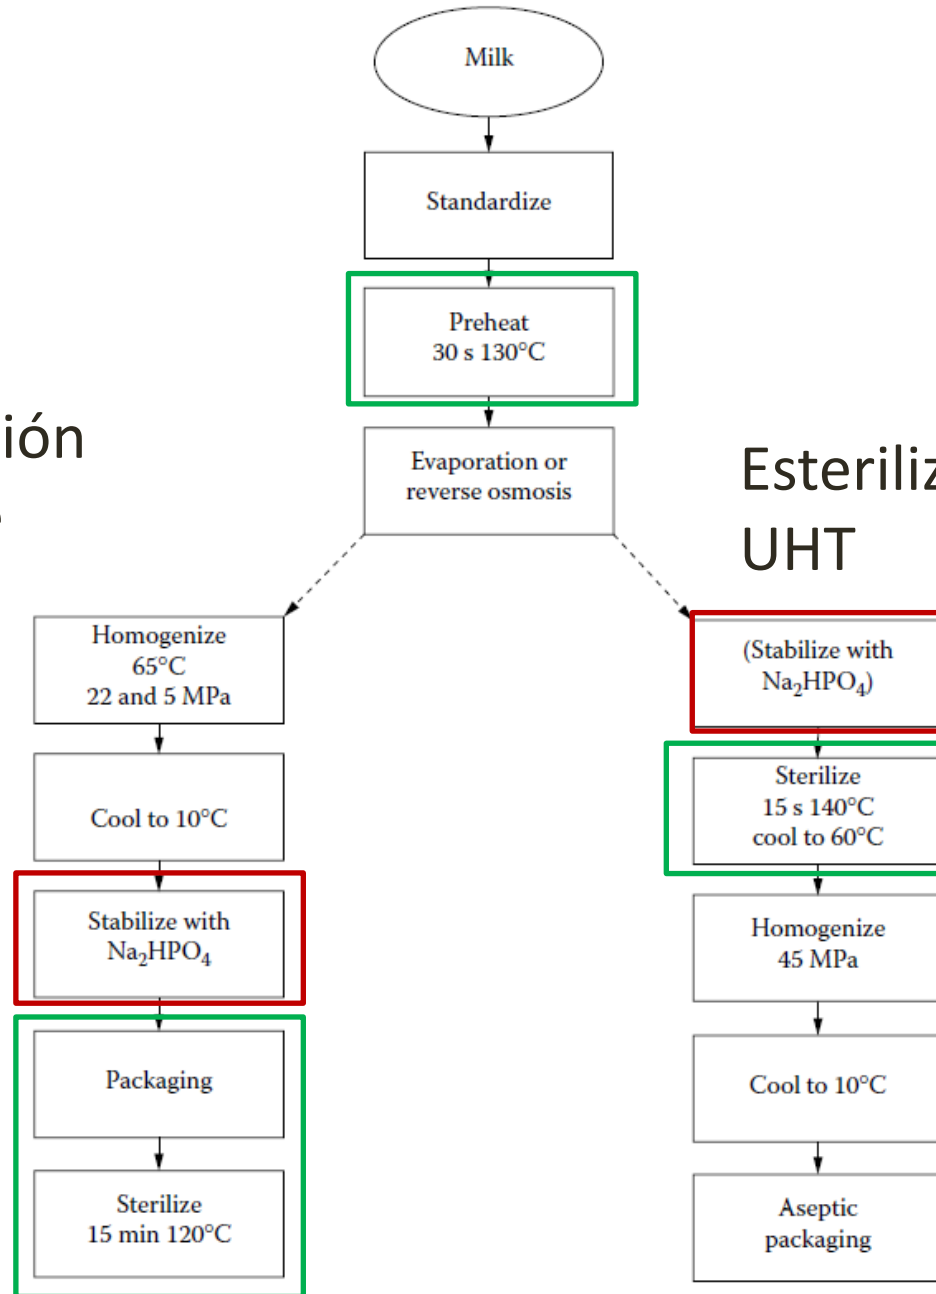 Milk
Standardize
Preheat
30 s 130°C
Evaporation or
reverse osmosis
ión
Esteriliz
UHT
Homogenize
65°C
22 and 5 MPa
Cool to 10°C
Stabilize with
Na₂HPO₄
Packaging
Sterilize
15 min 120°C
(Stabilize with
Na₂HPO₄)
Sterilize
15 s 140°C
cool to 60°C
Homogenize
45 MPa
Cool to 10°C
Aseptic
packaging